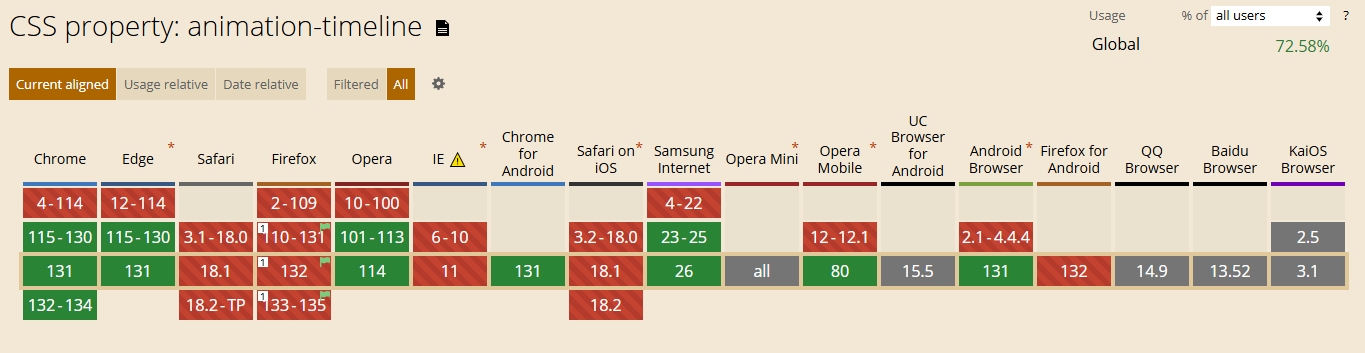 CSS property: animation-timeline
Usage % of all users ?
Global 72.58%
Current aligned Usage relative Date relative Filtered All
Chrome Edge * Safari Firefox Opera IE * Chrome for Android Safari on iOS * Samsung Internet Opera Mini * Opera Mobile * UC Browser for Android Android Browser * Firefox for Android QQ Browser Baidu Browser KaiOS Browser
4-114 12-114 2-109 10-100 4-22
115-130 115-130 3.1-18.0 1 110-131 101-113 6-10 3.2-18.0 23-25 12-12.1 2.1-4.4.4 2.5
131 131 18.1 1 132 114 11 131 18.1 26 all 80 15.5 131 132 14.9 13.52 3.1
132-134 18.2-TP 1 133-135 18.2